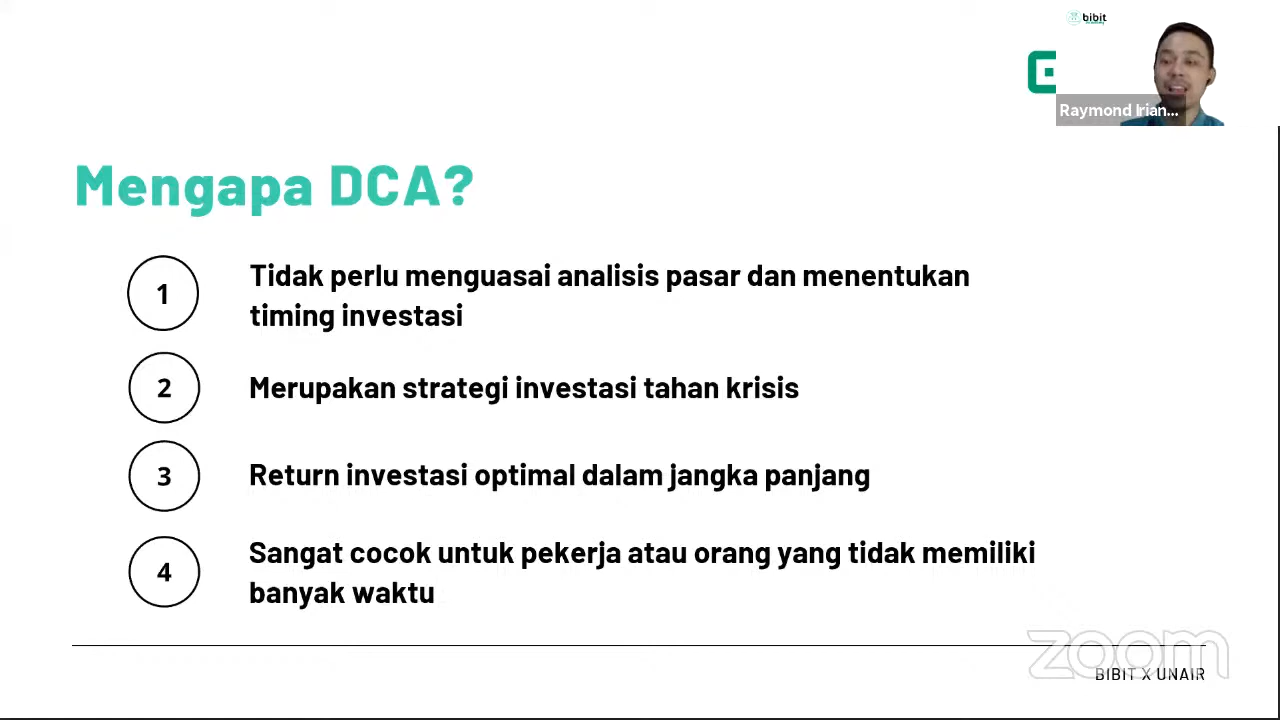 bibit
Raymond Irian...
Mengapa DCA?
1
Tidak perlu menguasai analisis pasar dan menentukan
timing investasi
2
Merupakan strategi investasi tahan krisis
3
Return investasi optimal dalam jangka panjang
4
Sangat cocok untuk pekerja atau orang yang tidak memiliki
banyak waktu
zoom
BIBIT X UNAIR